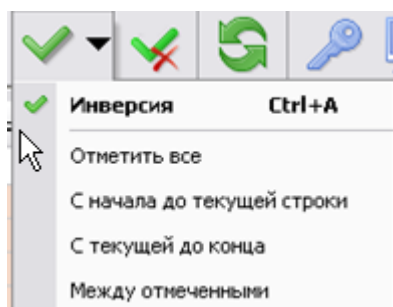 Инверсия Ctrl+A
Отметить все
С начала до текущей строки
С текущей до конца
Между отмеченными